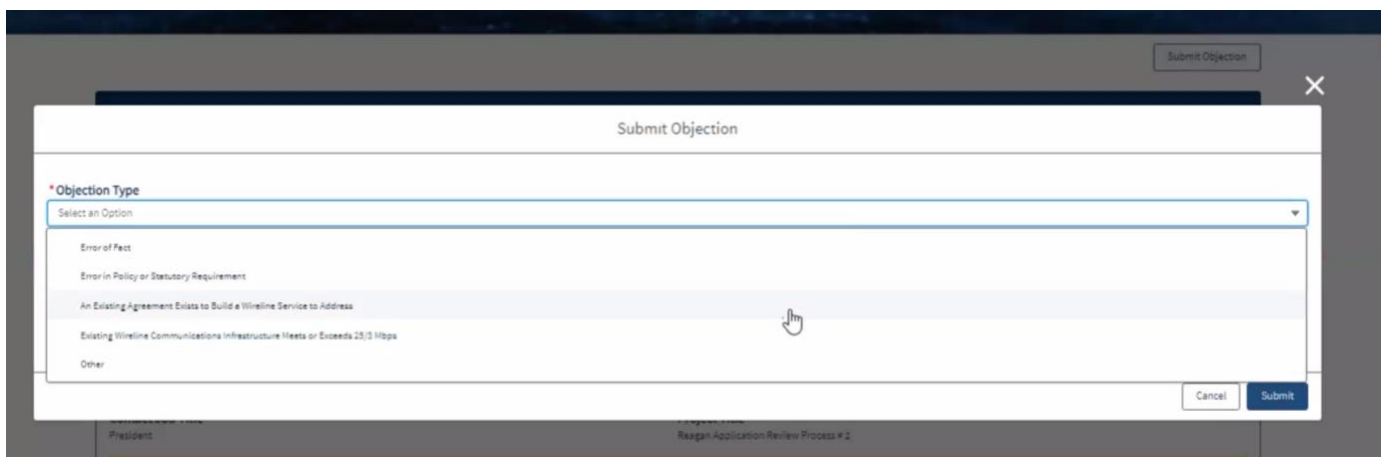 Submit Objection
Submit Objection
*Objection Type
Select an Option
Error of Fact
Error in Policy or Statutory Requirement
An Existing Agreement Exists to Build a Wireline Service to Address
Existing Wireline Communications Infrastructure Meets or Exceeds 25/3 Mbps
Other
Cancel Submit
President Reagan Application Review Process # 2